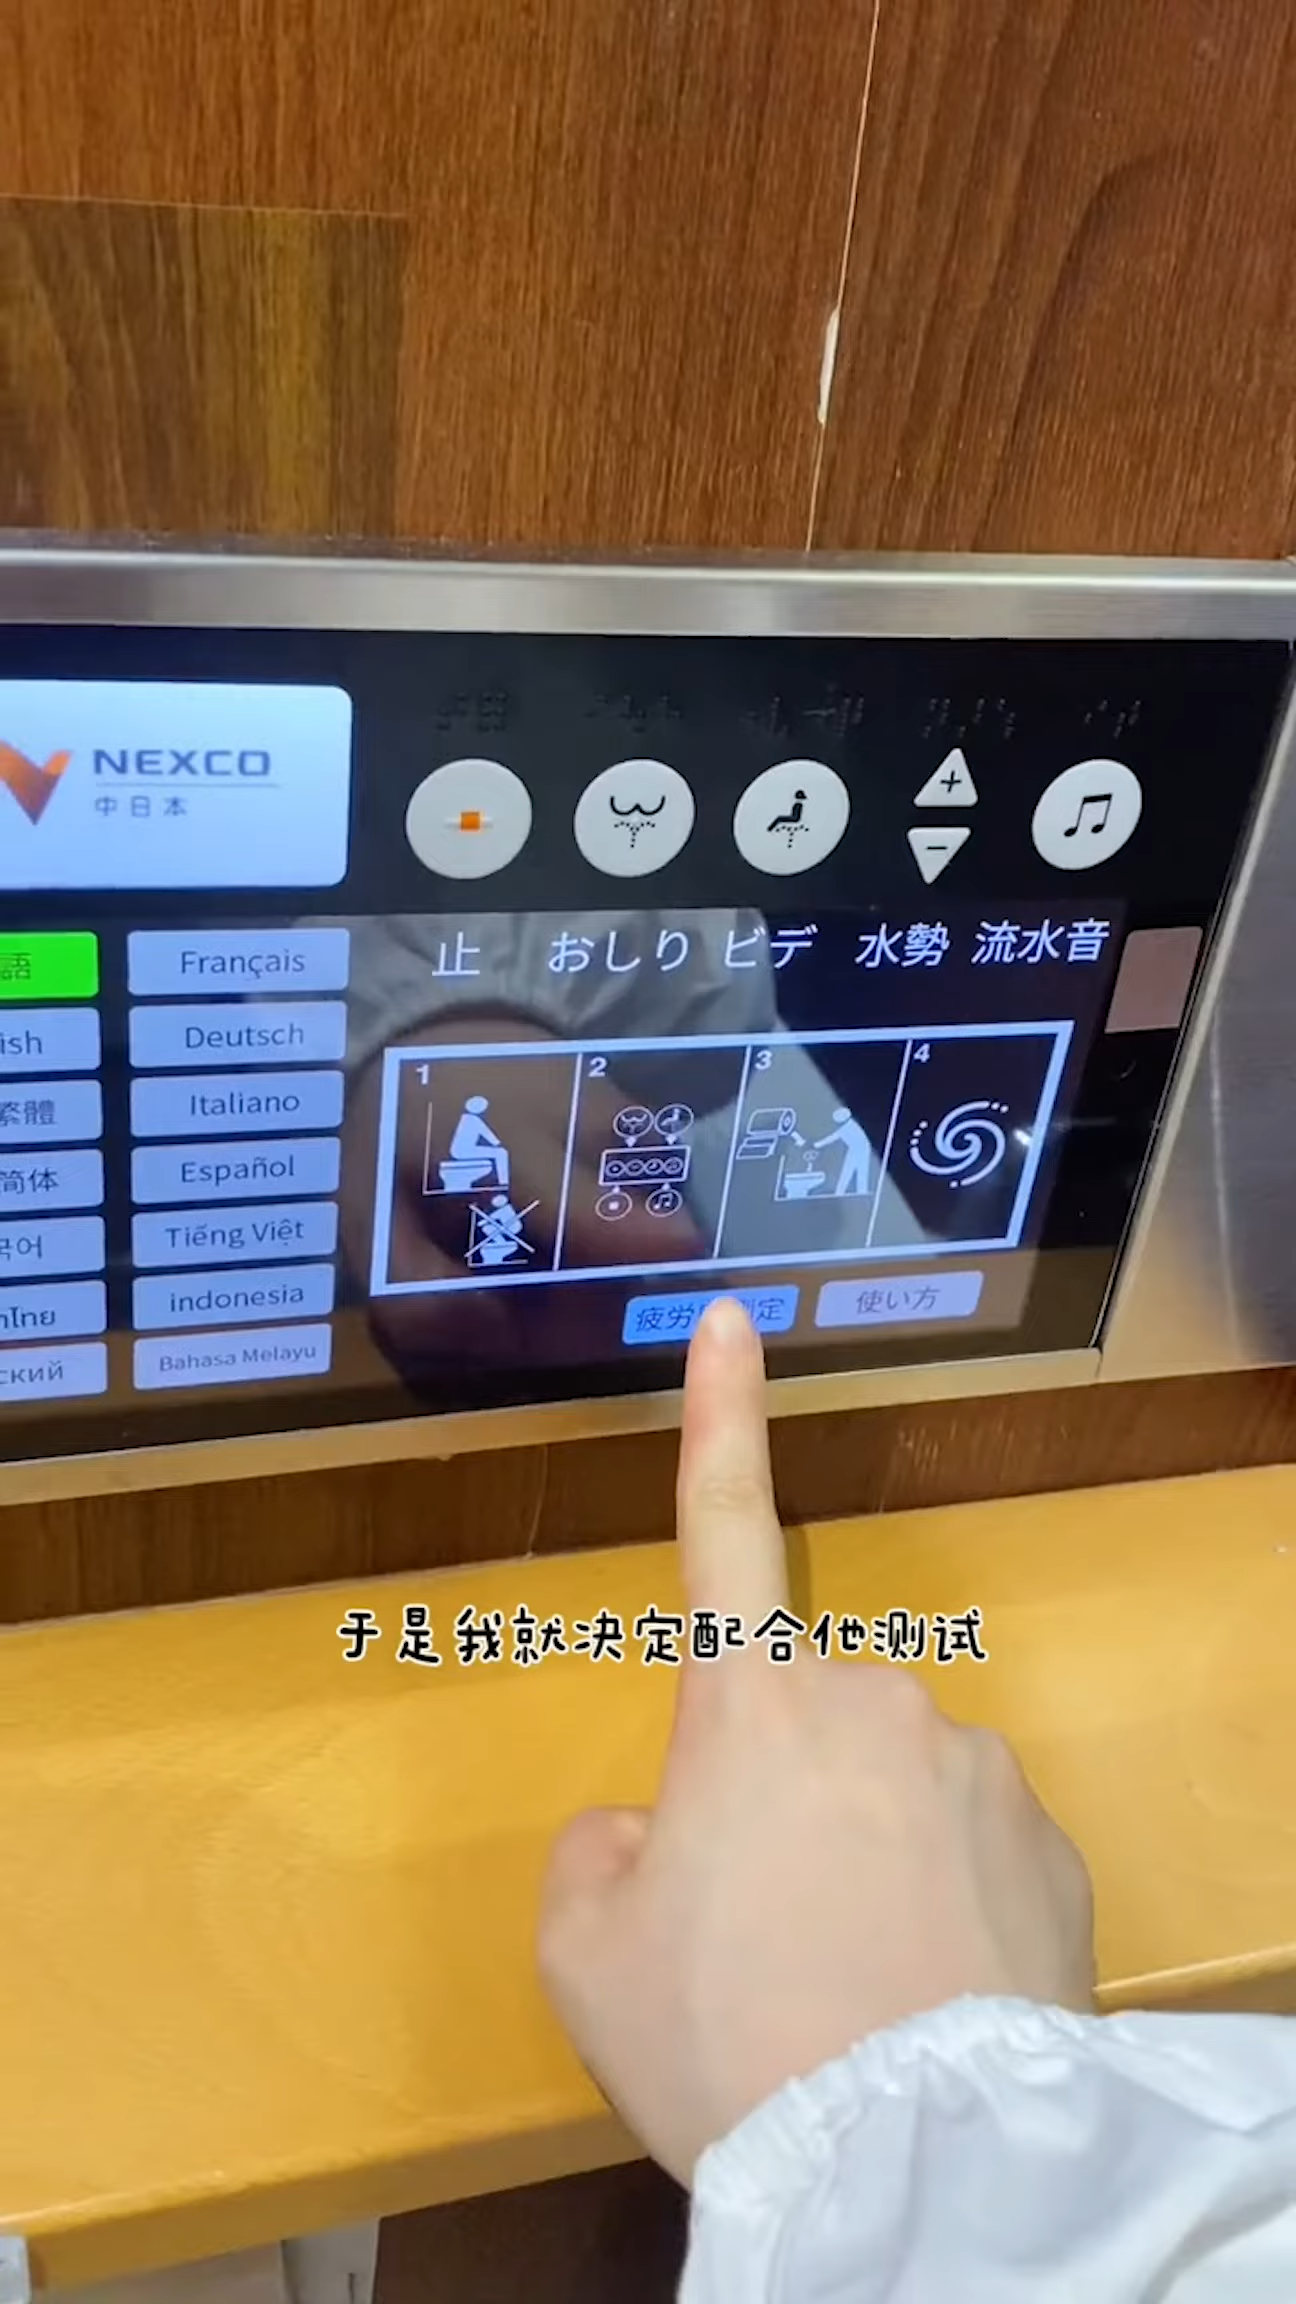 NEXCO
中日本
止 おしり ビデ 水勢 流水音
語
Français
ish
Deutsch
繁體
Italiano
简体
Español
국어
Tiếng Việt
ไทย
indonesia
ский
Bahasa Melayu
1 2 3 4
疲労 測定
使い方
于是我就决定配合他测试